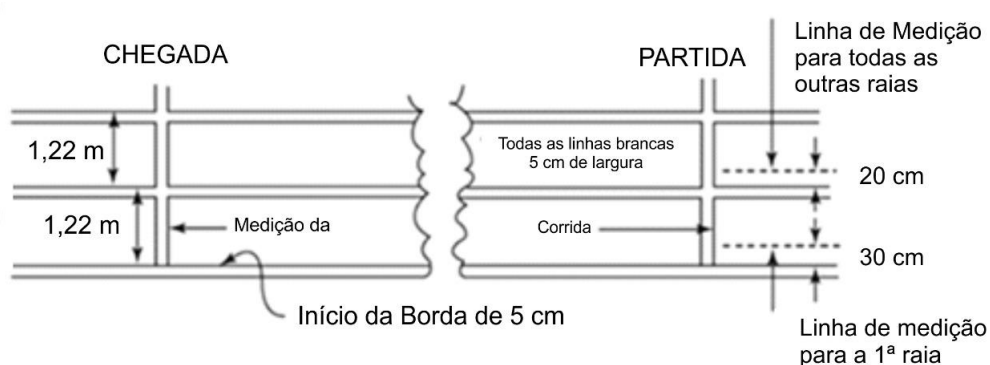 CHEGADA
PARTIDA
Linha de Medição
para todas as
outras raias
1,22 m
Todas as linhas brancas
5 cm de largura
20 cm
1,22 m
Medição da
Corrida
30 cm
Início da Borda de 5 cm
Linha de medição
para a 1ª raia